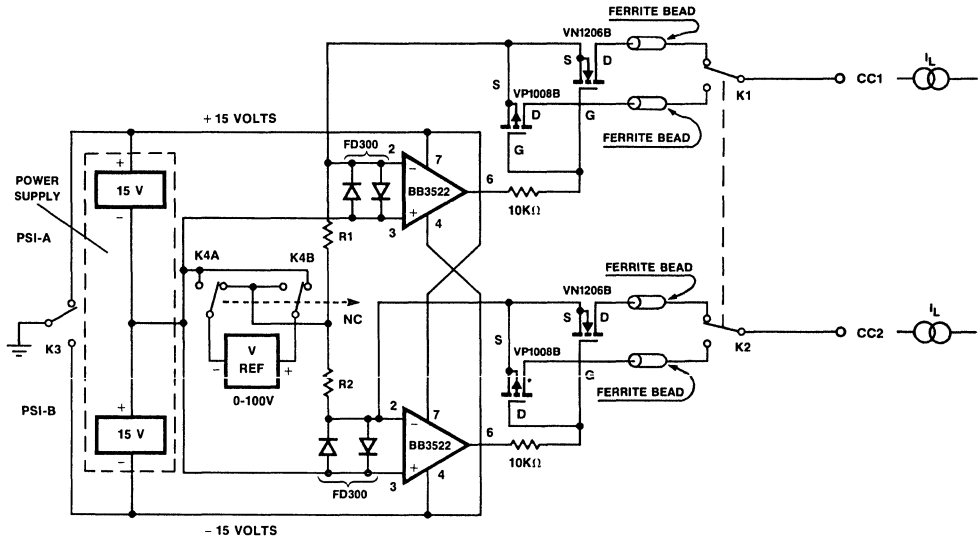 FERRITE BEAD
VN1206B
S
D
CC1
IL
K1
S
VP1008B
D
G
G
FERRITE BEAD
+ 15 VOLTS
FD300
2
7
POWER
SUPPLY
+
15 V
−
−
BB3522
6
+
10KΩ
3
4
R1
PSI-A
K4A
K4B
FERRITE BEAD
VN1206B
S
D
NC
CC2
IL
K3
K2
S
VP1008B
V
REF
−
+
0-100V
R2
G
D
FERRITE BEAD
PSI-B
+
15 V
−
2
7
−
BB3522
6
+
10KΩ
3
4
FD300
− 15 VOLTS